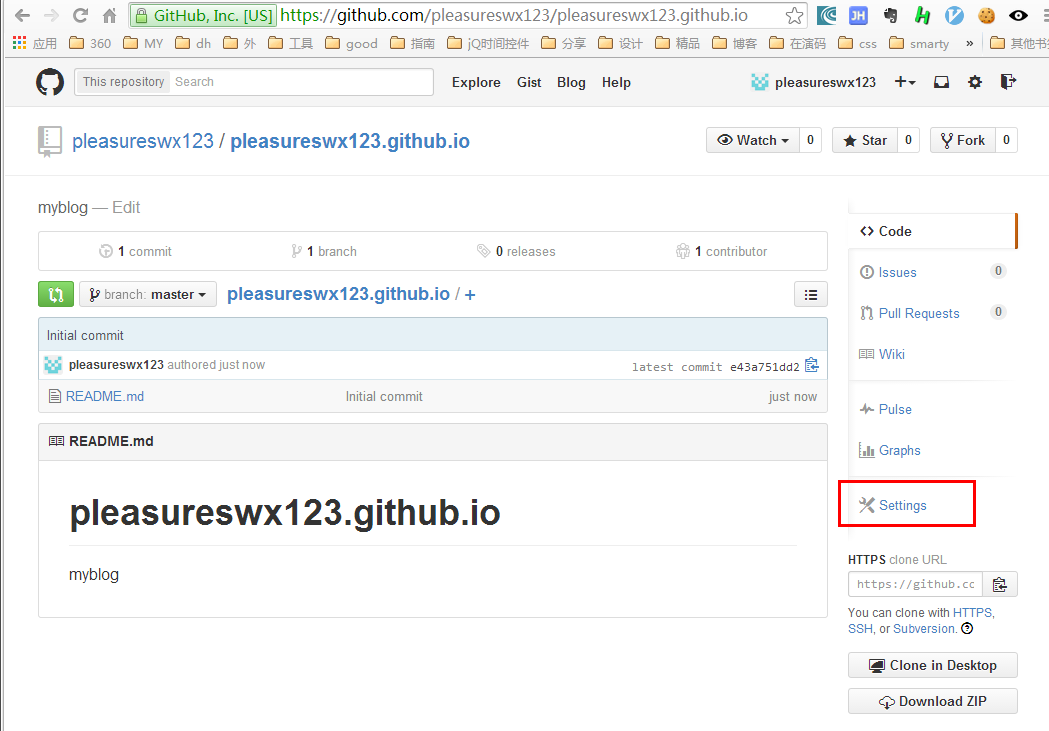 GitHub, Inc. [US] https://github.com/pleasureswx123/pleasureswx123.github.io
应用 360 MY dh 外 工具 good 指南 jQ时间控件 分享 设计 精品 博客 在演码 css smarty » 其他书
This repository Search Explore Gist Blog Help pleasureswx123
pleasureswx123 / pleasureswx123.github.io Watch 0 Star 0 Fork 0
myblog — Edit
1 commit 1 branch 0 releases 1 contributor
branch: master pleasureswx123.github.io / +
Initial commit
pleasureswx123 authored just now latest commit e43a751dd2
README.md Initial commit just now
README.md
pleasureswx123.github.io
myblog
Code
Issues 0
Pull Requests 0
Wiki
Pulse
Graphs
Settings
HTTPS clone URL
https://github.cc
You can clone with HTTPS,
SSH, or Subversion.
Clone in Desktop
Download ZIP